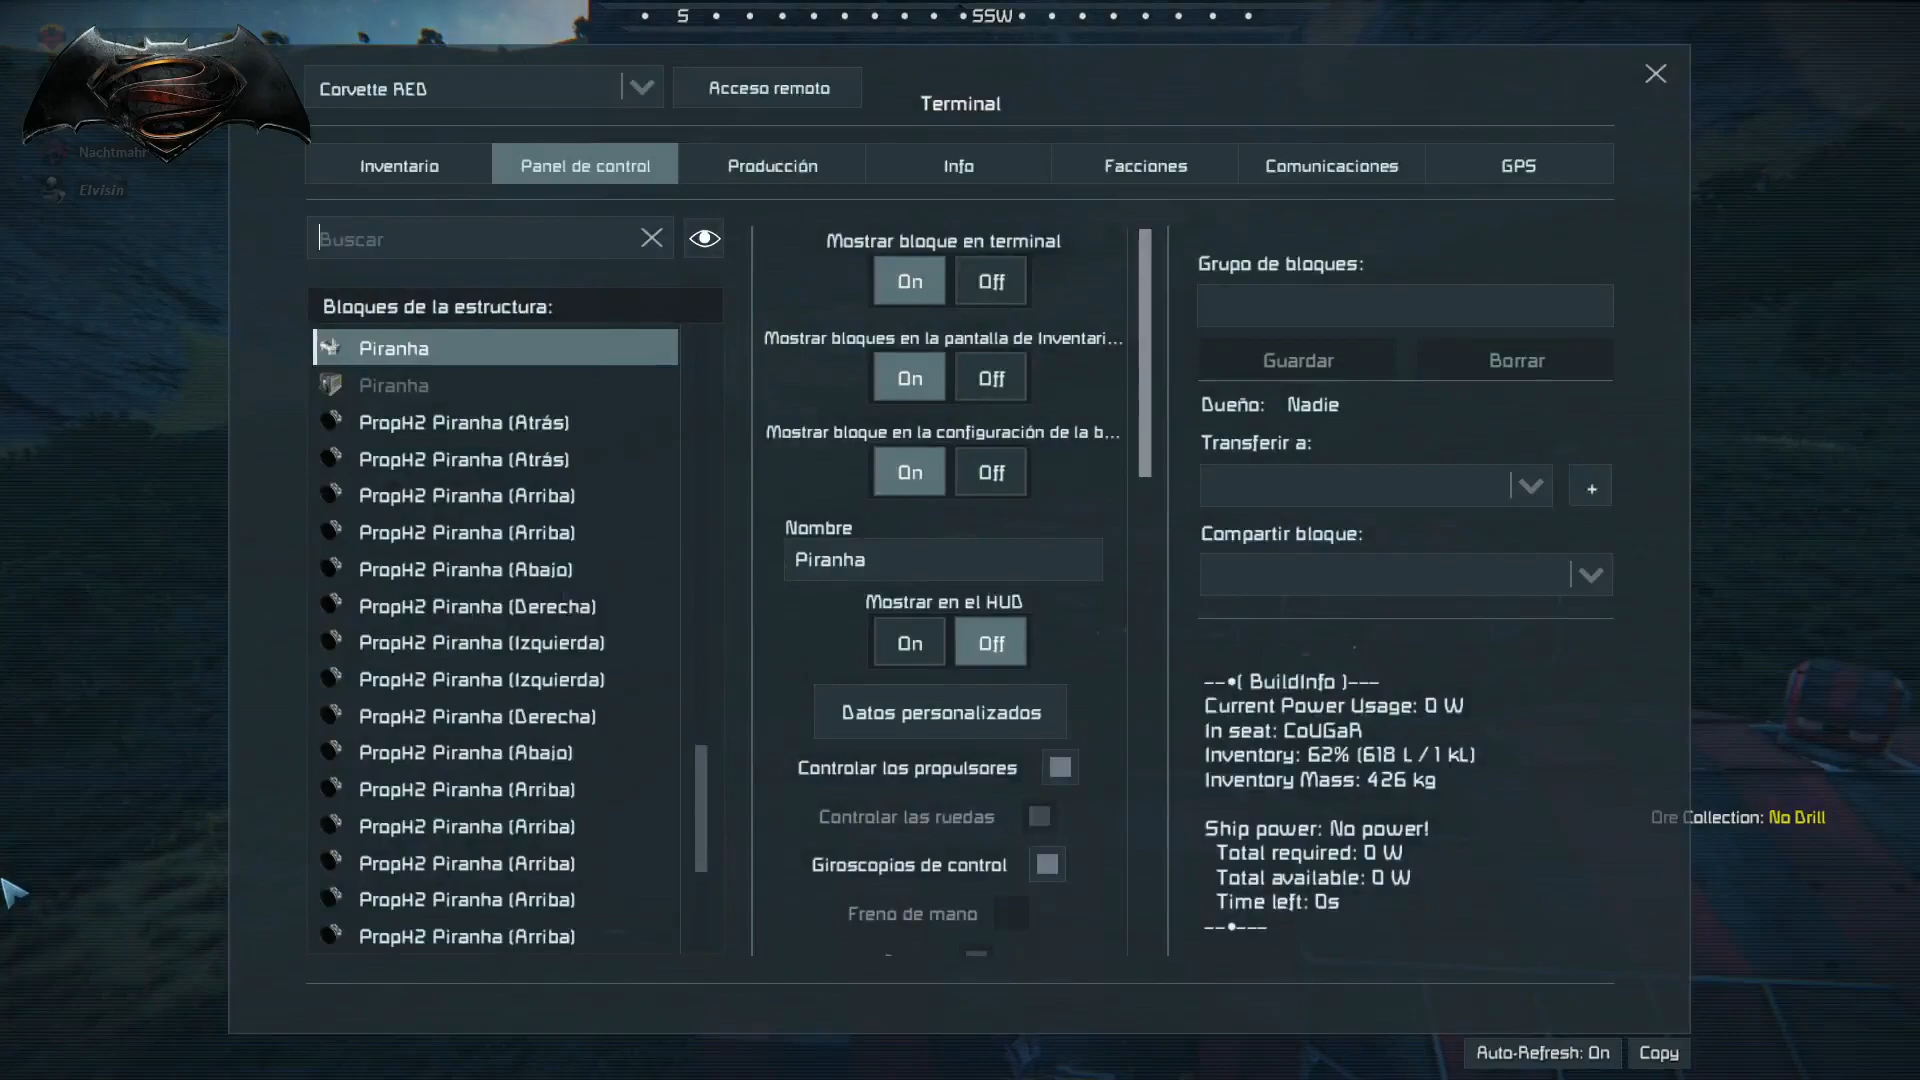 S
SSW
Corvette RED
Acceso remoto
Terminal
Nachtmahr
Elvisin
Inventario
Panel de control
Producción
Info
Facciones
Comunicaciones
GPS
Buscar
Bloques de la estructura:
Piranha
Piranha
PropH2 Piranha (Atrás)
PropH2 Piranha (Atrás)
PropH2 Piranha (Arriba)
PropH2 Piranha (Arriba)
PropH2 Piranha (Abajo)
PropH2 Piranha (Derecha)
PropH2 Piranha (Izquierda)
PropH2 Piranha (Izquierda)
PropH2 Piranha (Derecha)
PropH2 Piranha (Abajo)
PropH2 Piranha (Arriba)
PropH2 Piranha (Arriba)
PropH2 Piranha (Arriba)
PropH2 Piranha (Arriba)
PropH2 Piranha (Arriba)
Mostrar bloque en terminal
On Off
Mostrar bloques en la pantalla de Inventari...
On Off
Mostrar bloque en la configuración de la b...
On Off
Nombre
Piranha
Mostrar en el HUD
On Off
Datos personalizados
Controlar los propulsores
Controlar las ruedas
Giroscopios de control
Freno de mano
Grupo de bloques:
Guardar
Borrar
Dueño: Nadie
Transferir a:
+
Compartir bloque:
--•( BuildInfo )---
Current Power Usage: 0 W
In seat: CoUGaR
Inventory: 62% (618 L / 1 kL)
Inventory Mass: 426 kg
Ship power: No power!
Total required: 0 W
Total available: 0 W
Time left: 0s
--•---
Ore Collection: No Drill
Auto-Refresh: On
Copy